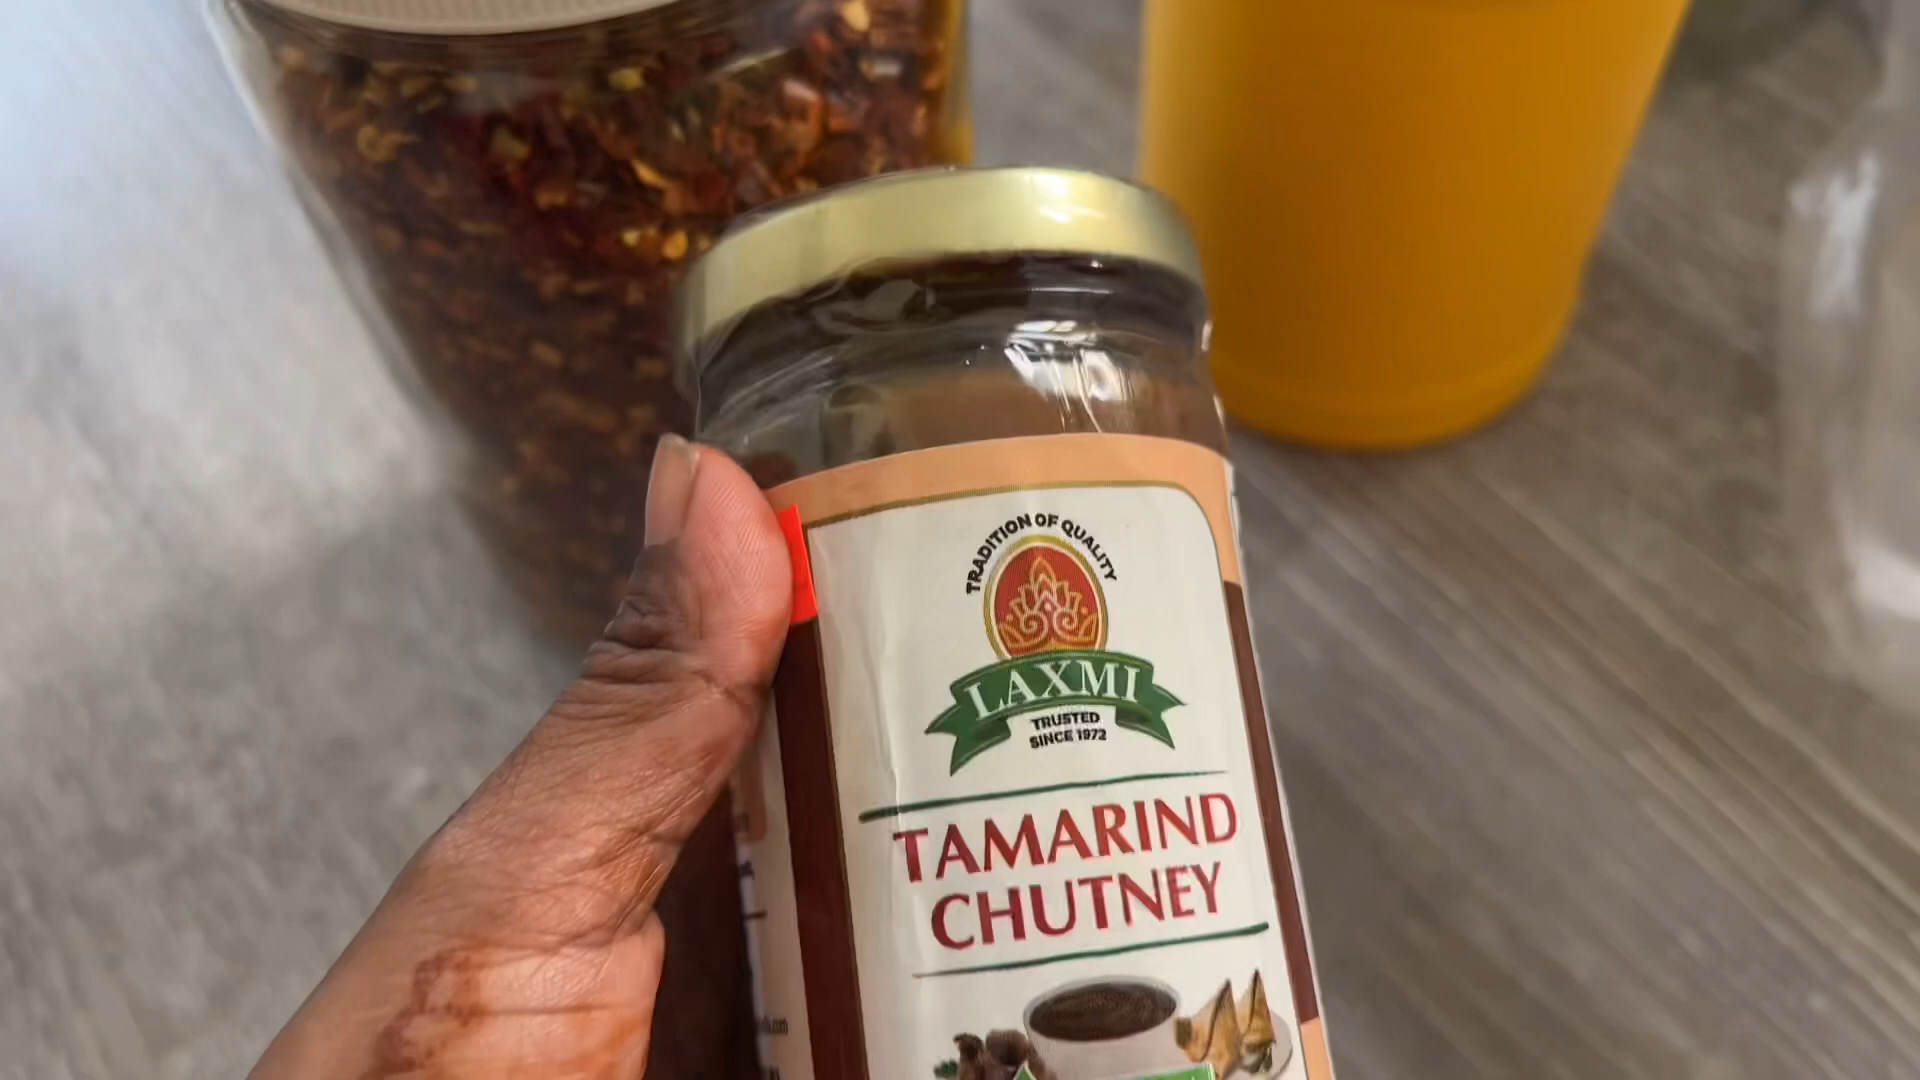 TRADITION OF QUALITY
LAXMI
TRUSTED
SINCE 1972
TAMARIND
CHUTNEY